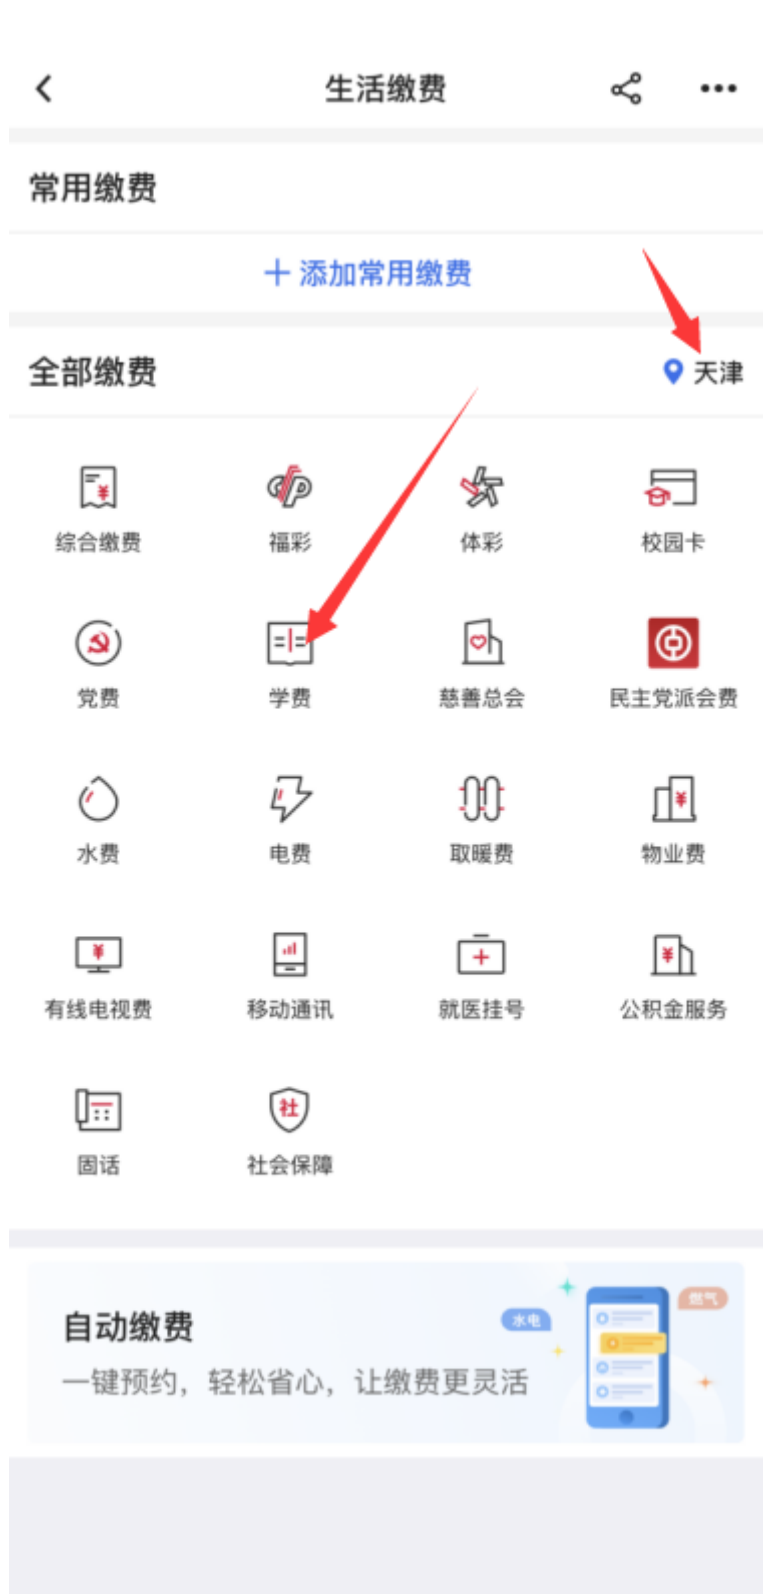 生活缴费
常用缴费
添加常用缴费
全部缴费 天津
综合缴费 福彩 体彩 校园卡
党费 学费 慈善总会 民主党派会费
水费 电费 取暖费 物业费
有线电视费 移动通讯 就医挂号 公积金服务
社
固话 社会保障
自动缴费
水电 燃气
一键预约，轻松省心，让缴费更灵活